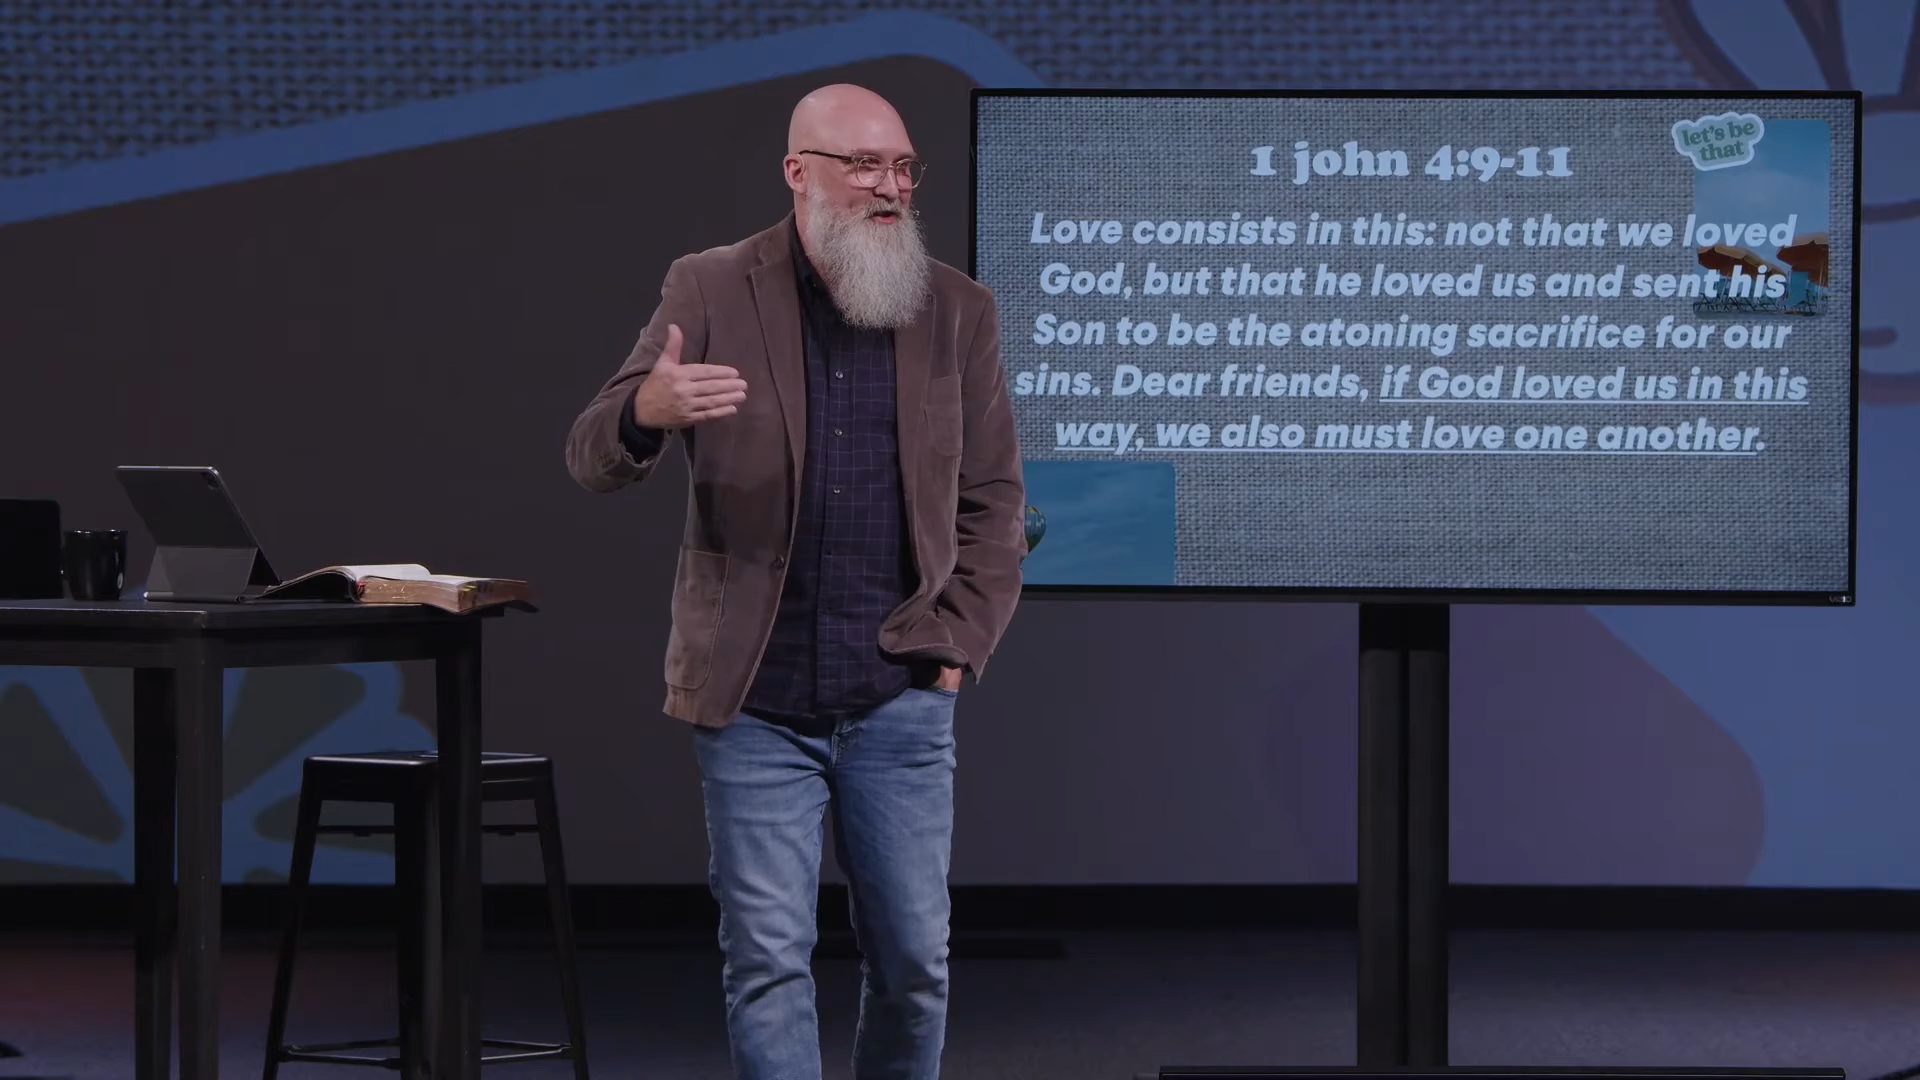 let's be
that
1 john 4:9-11
Love consists in this: not that we loved
God, but that he loved us and sent his
Son to be the atoning sacrifice for our
sins. Dear friends, if God loved us in this
way, we also must love one another.